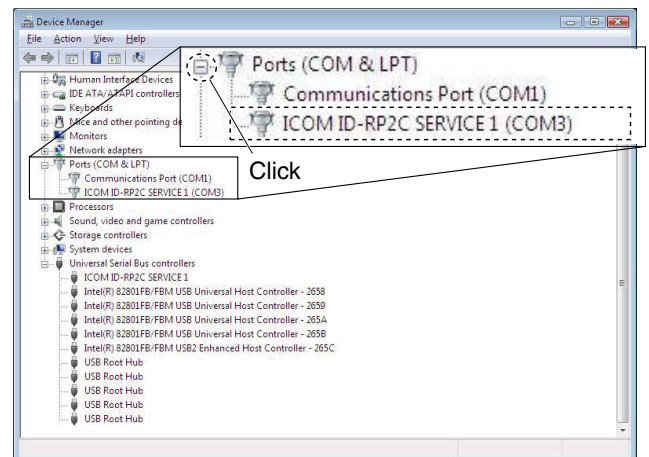 Device Manager
File Action View Help
Human Interface Devices
IDE ATA/ATAPI controllers
Keyboards
Mice and other pointing de
Monitors
Network adapters
Ports (COM & LPT)
Communications Port (COM1)
ICOM ID-RP2C SERVICE 1 (COM3)
Ports (COM & LPT)
Communications Port (COM1)
ICOM ID-RP2C SERVICE 1 (COM3)
Click
Processors
Sound, video and game controllers
Storage controllers
System devices
Universal Serial Bus controllers
ICOM ID-RP2C SERVICE 1
Intel(R) 82801FB/FBM USB Universal Host Controller - 2658
Intel(R) 82801FB/FBM USB Universal Host Controller - 2659
Intel(R) 82801FB/FBM USB Universal Host Controller - 265A
Intel(R) 82801FB/FBM USB Universal Host Controller - 265B
Intel(R) 82801FB/FBM USB2 Enhanced Host Controller - 265C
USB Root Hub
USB Root Hub
USB Root Hub
USB Root Hub
USB Root Hub